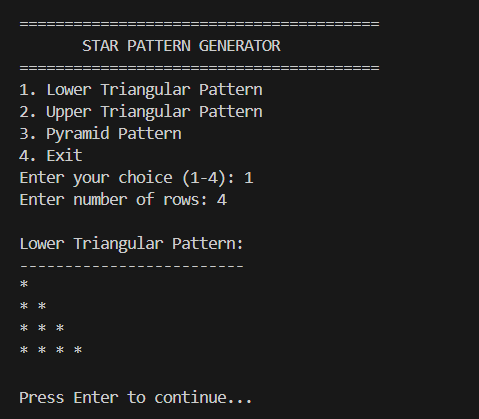 ========================================
       STAR PATTERN GENERATOR
========================================
1. Lower Triangular Pattern
2. Upper Triangular Pattern
3. Pyramid Pattern
4. Exit
Enter your choice (1-4): 1
Enter number of rows: 4

Lower Triangular Pattern:
-------------------------
*
* *
* * *
* * * *

Press Enter to continue...